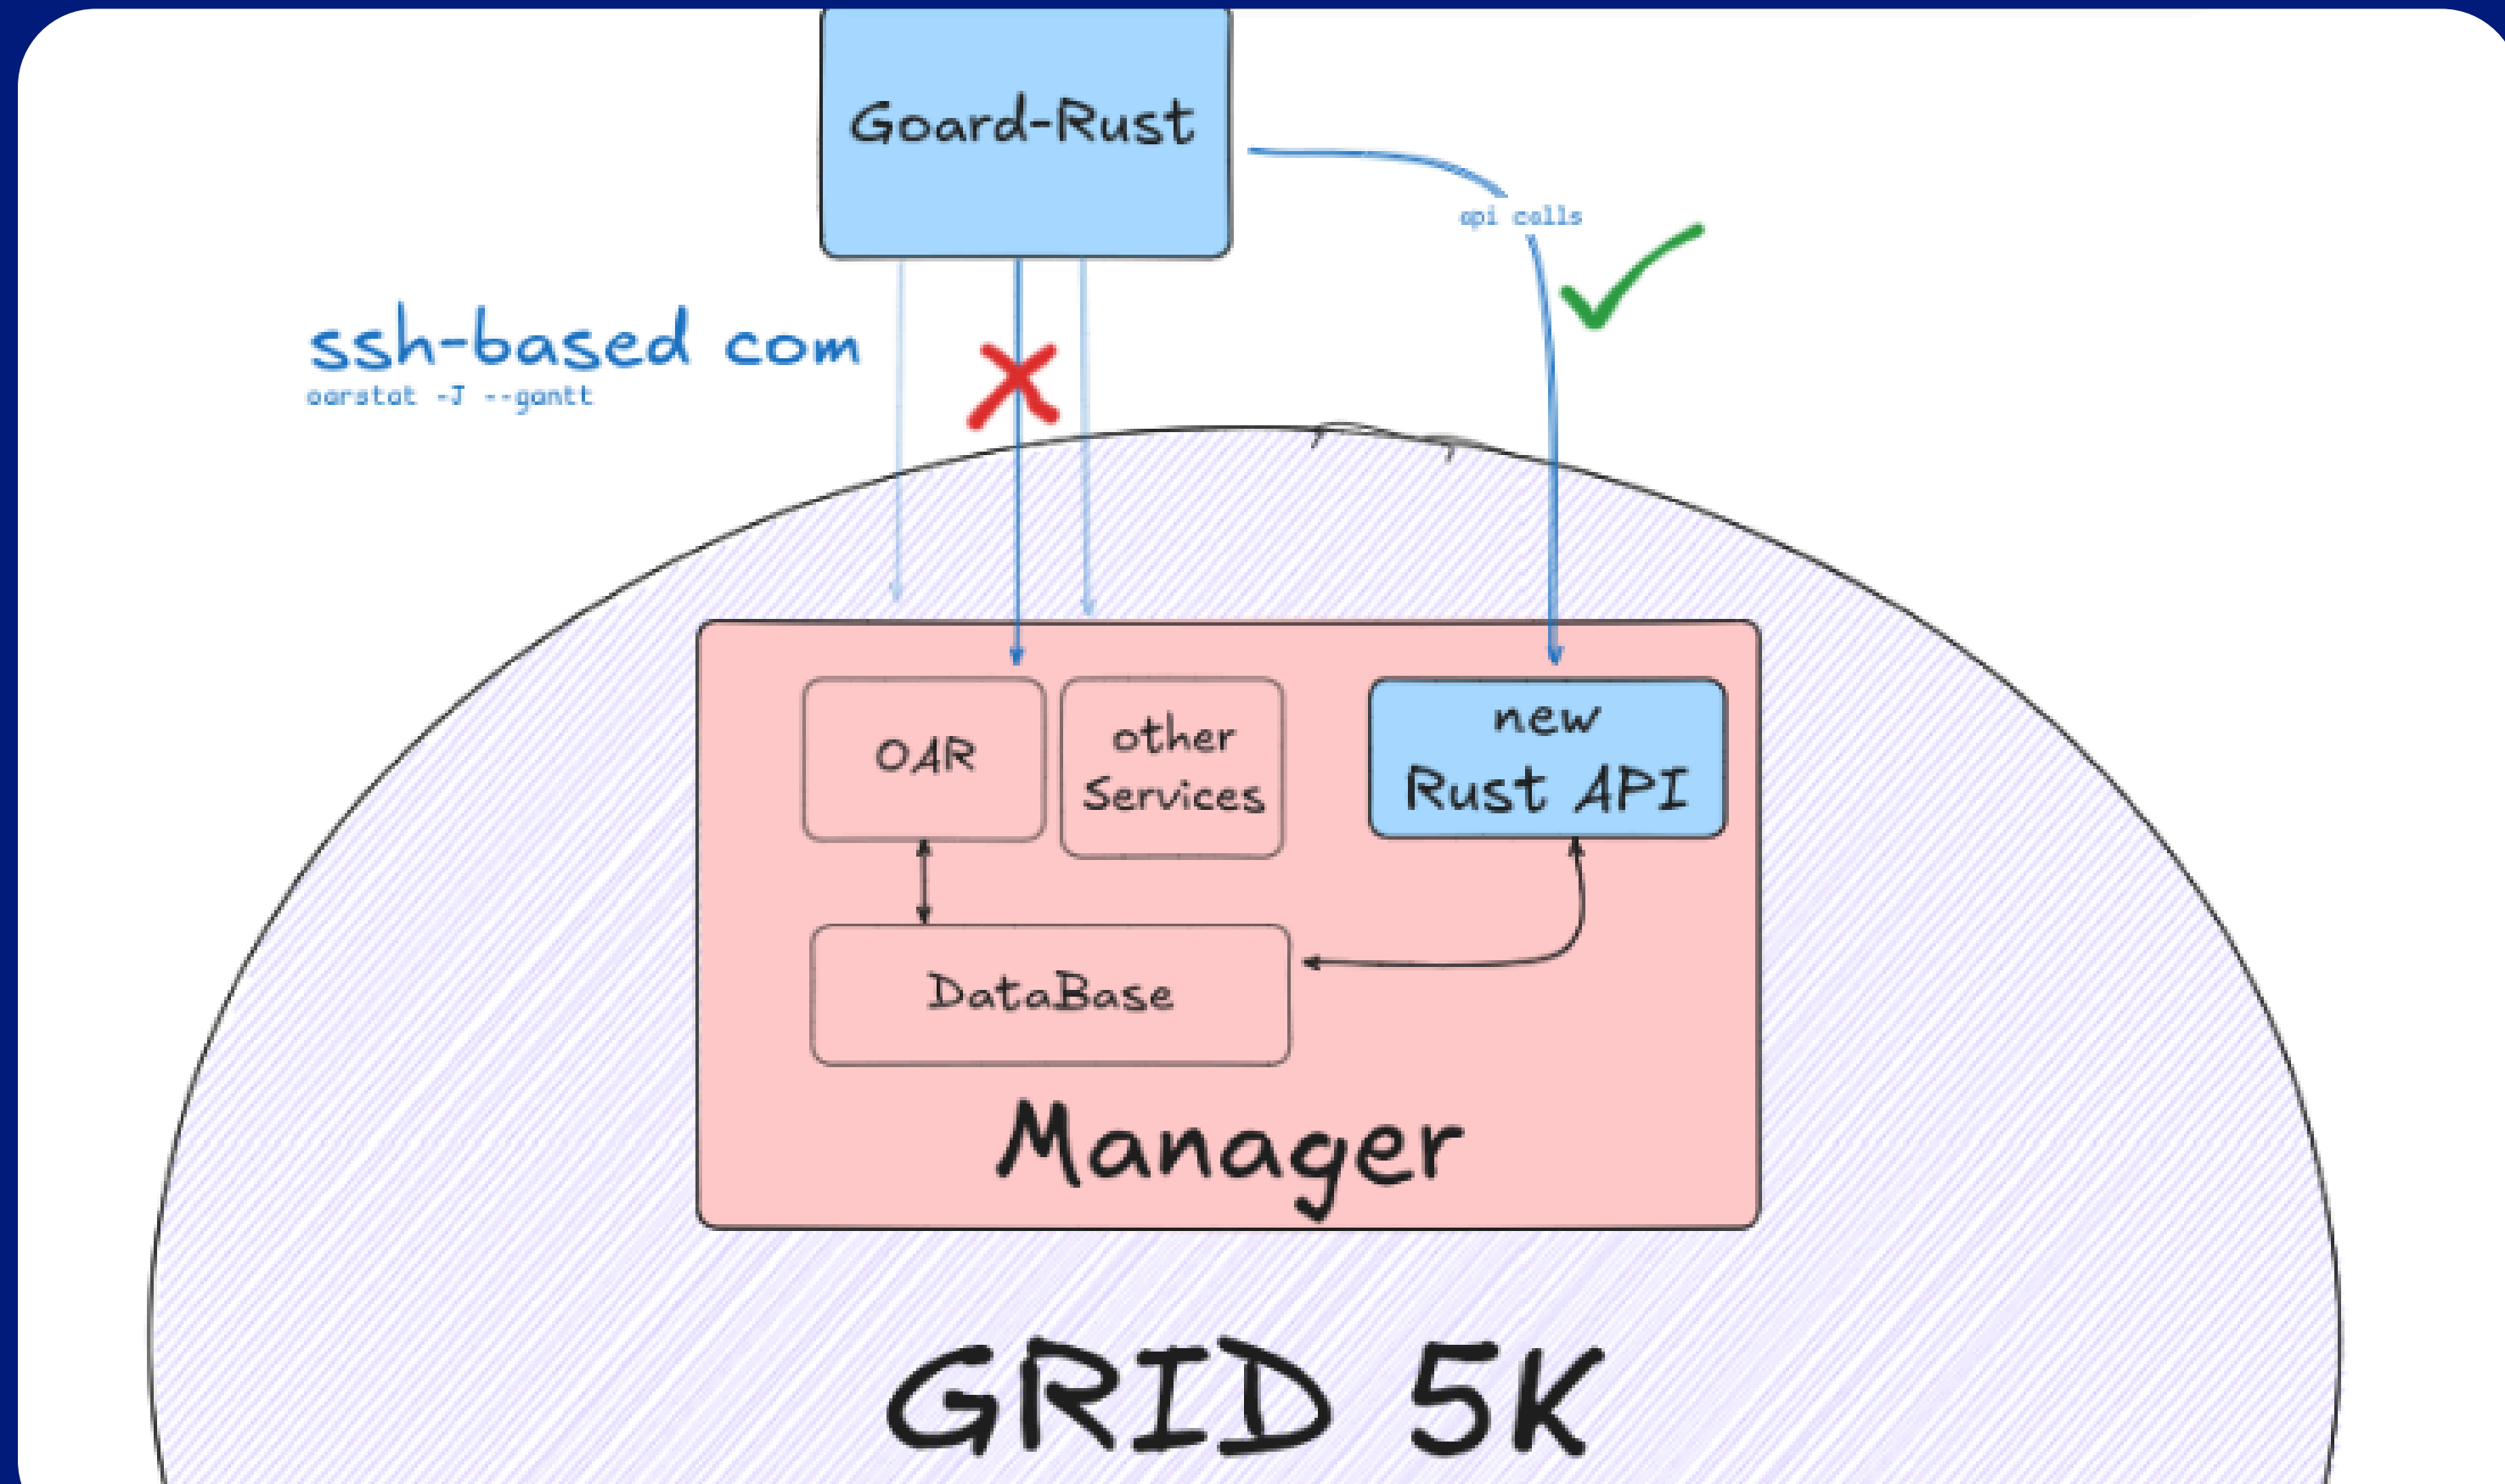 Goard-Rust
api calls
ssh-based com
oarstat -J --gantt
OAR
other
Services
new
Rust API
DataBase
Manager
GRID 5K